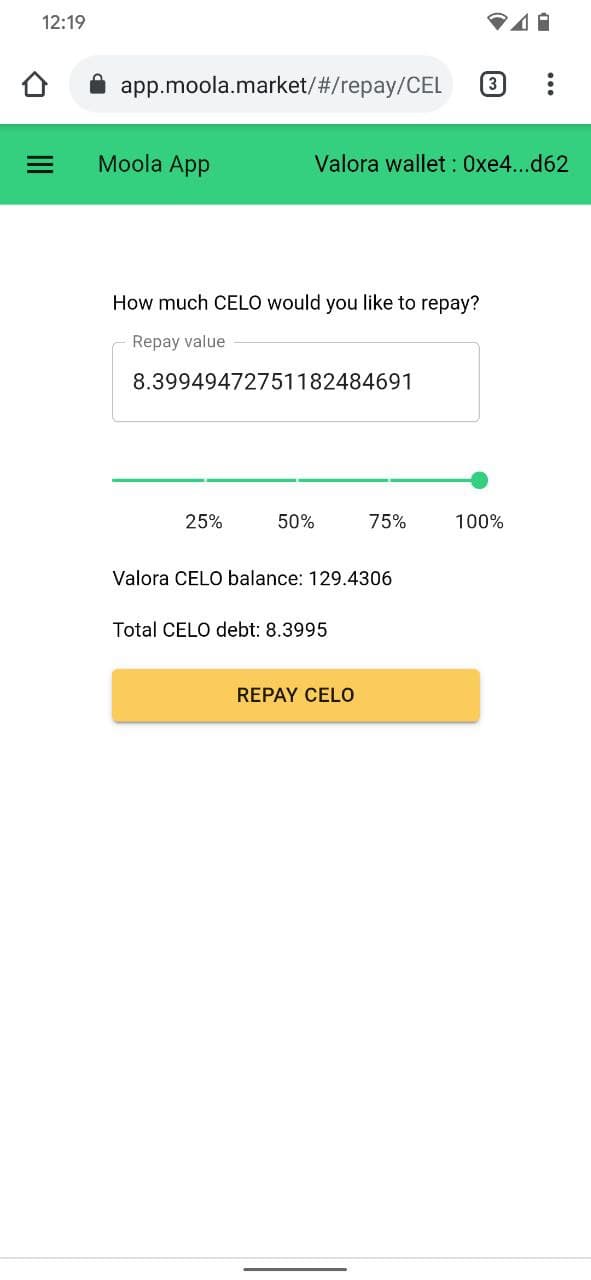 12:19
app.moola.market/#/repay/CEL
3
Moola App
Valora wallet : 0xe4...d62
How much CELO would you like to repay?
Repay value
8.39949472751182484691
25% 50% 75% 100%
Valora CELO balance: 129.4306
Total CELO debt: 8.3995
REPAY CELO